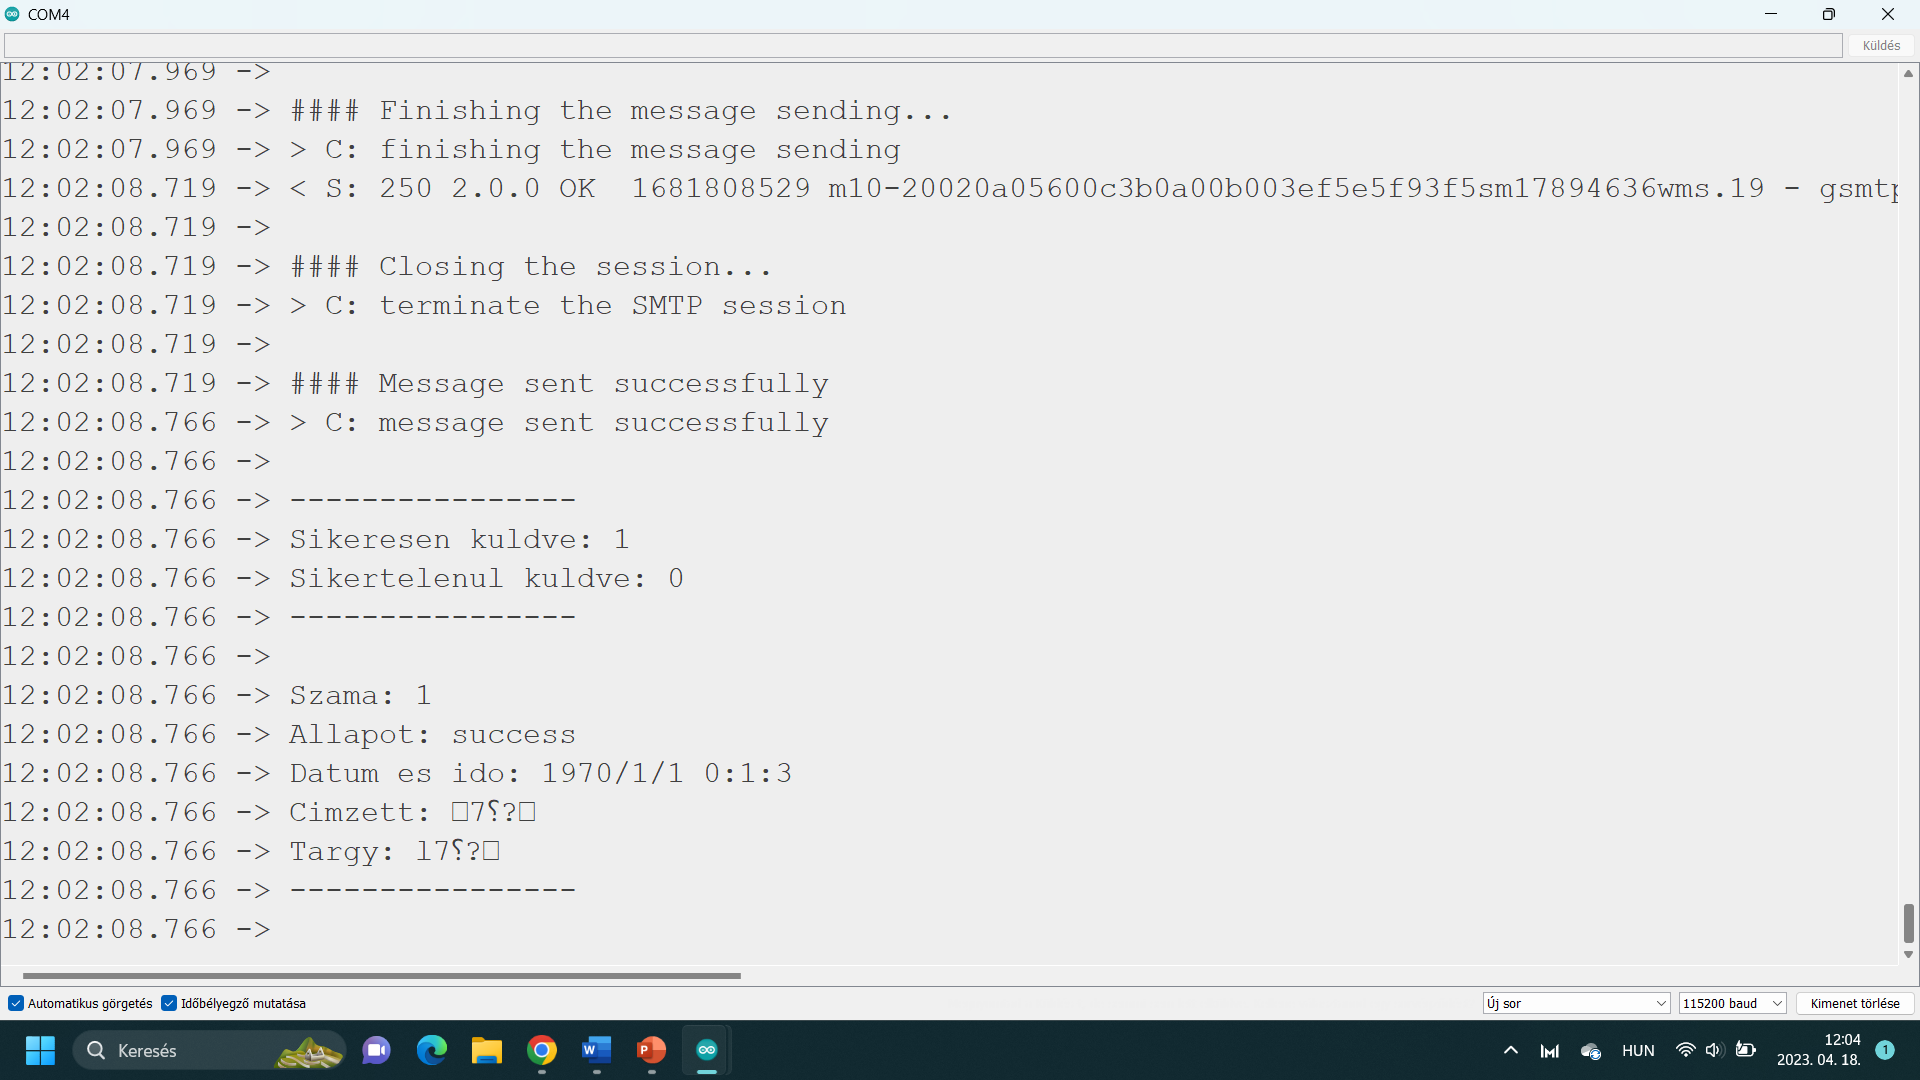 COM4
Küldés
12:02:07.969 ->
12:02:07.969 -> #### Finishing the message sending...
12:02:07.969 -> > C: finishing the message sending
12:02:08.719 -> < S: 250 2.0.0 OK  1681808529 m10-20020a05600c3b0a00b003ef5e5f93f5sm17894636wms.19 - gsmtp
12:02:08.719 ->
12:02:08.719 -> #### Closing the session...
12:02:08.719 -> > C: terminate the SMTP session
12:02:08.719 ->
12:02:08.719 -> #### Message sent successfully
12:02:08.766 -> > C: message sent successfully
12:02:08.766 ->
12:02:08.766 -> ----------------
12:02:08.766 -> Sikeresen kuldve: 1
12:02:08.766 -> Sikertelenul kuldve: 0
12:02:08.766 -> ----------------
12:02:08.766 ->
12:02:08.766 -> Szama: 1
12:02:08.766 -> Allapot: success
12:02:08.766 -> Datum es ido: 1970/1/1 0:1:3
12:02:08.766 -> Cimzett: □7⸮?□
12:02:08.766 -> Targy: l7⸮?□
12:02:08.766 -> ----------------
12:02:08.766 ->
Automatikus görgetés Időbélyegző mutatása Új sor 115200 baud Kimenet törlése
Keresés
HUN
12:04
2023. 04. 18.
1